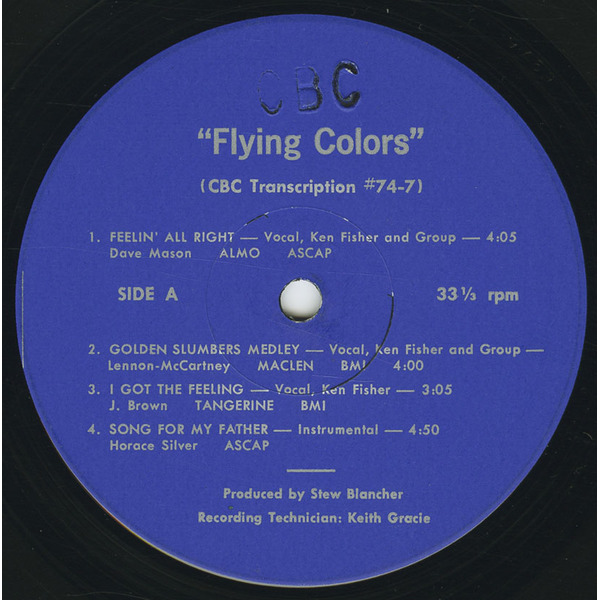 CBC
"Flying Colors"
(CBC Transcription #74-7)
1. FEELIN' ALL RIGHT — Vocal, Ken Fisher and Group — 4:05
Dave Mason ALMO ASCAP
SIDE A 33 ⅓ rpm
2. GOLDEN SLUMBERS MEDLEY — Vocal, Ken Fisher and Group —
Lennon-McCartney MACLEN BMI 4:00
3. I GOT THE FEELING — Vocal, Ken Fisher — 3:05
J. Brown TANGERINE BMI
4. SONG FOR MY FATHER — Instrumental — 4:50
Horace Silver ASCAP
Produced by Stew Blancher
Recording Technician: Keith Gracie